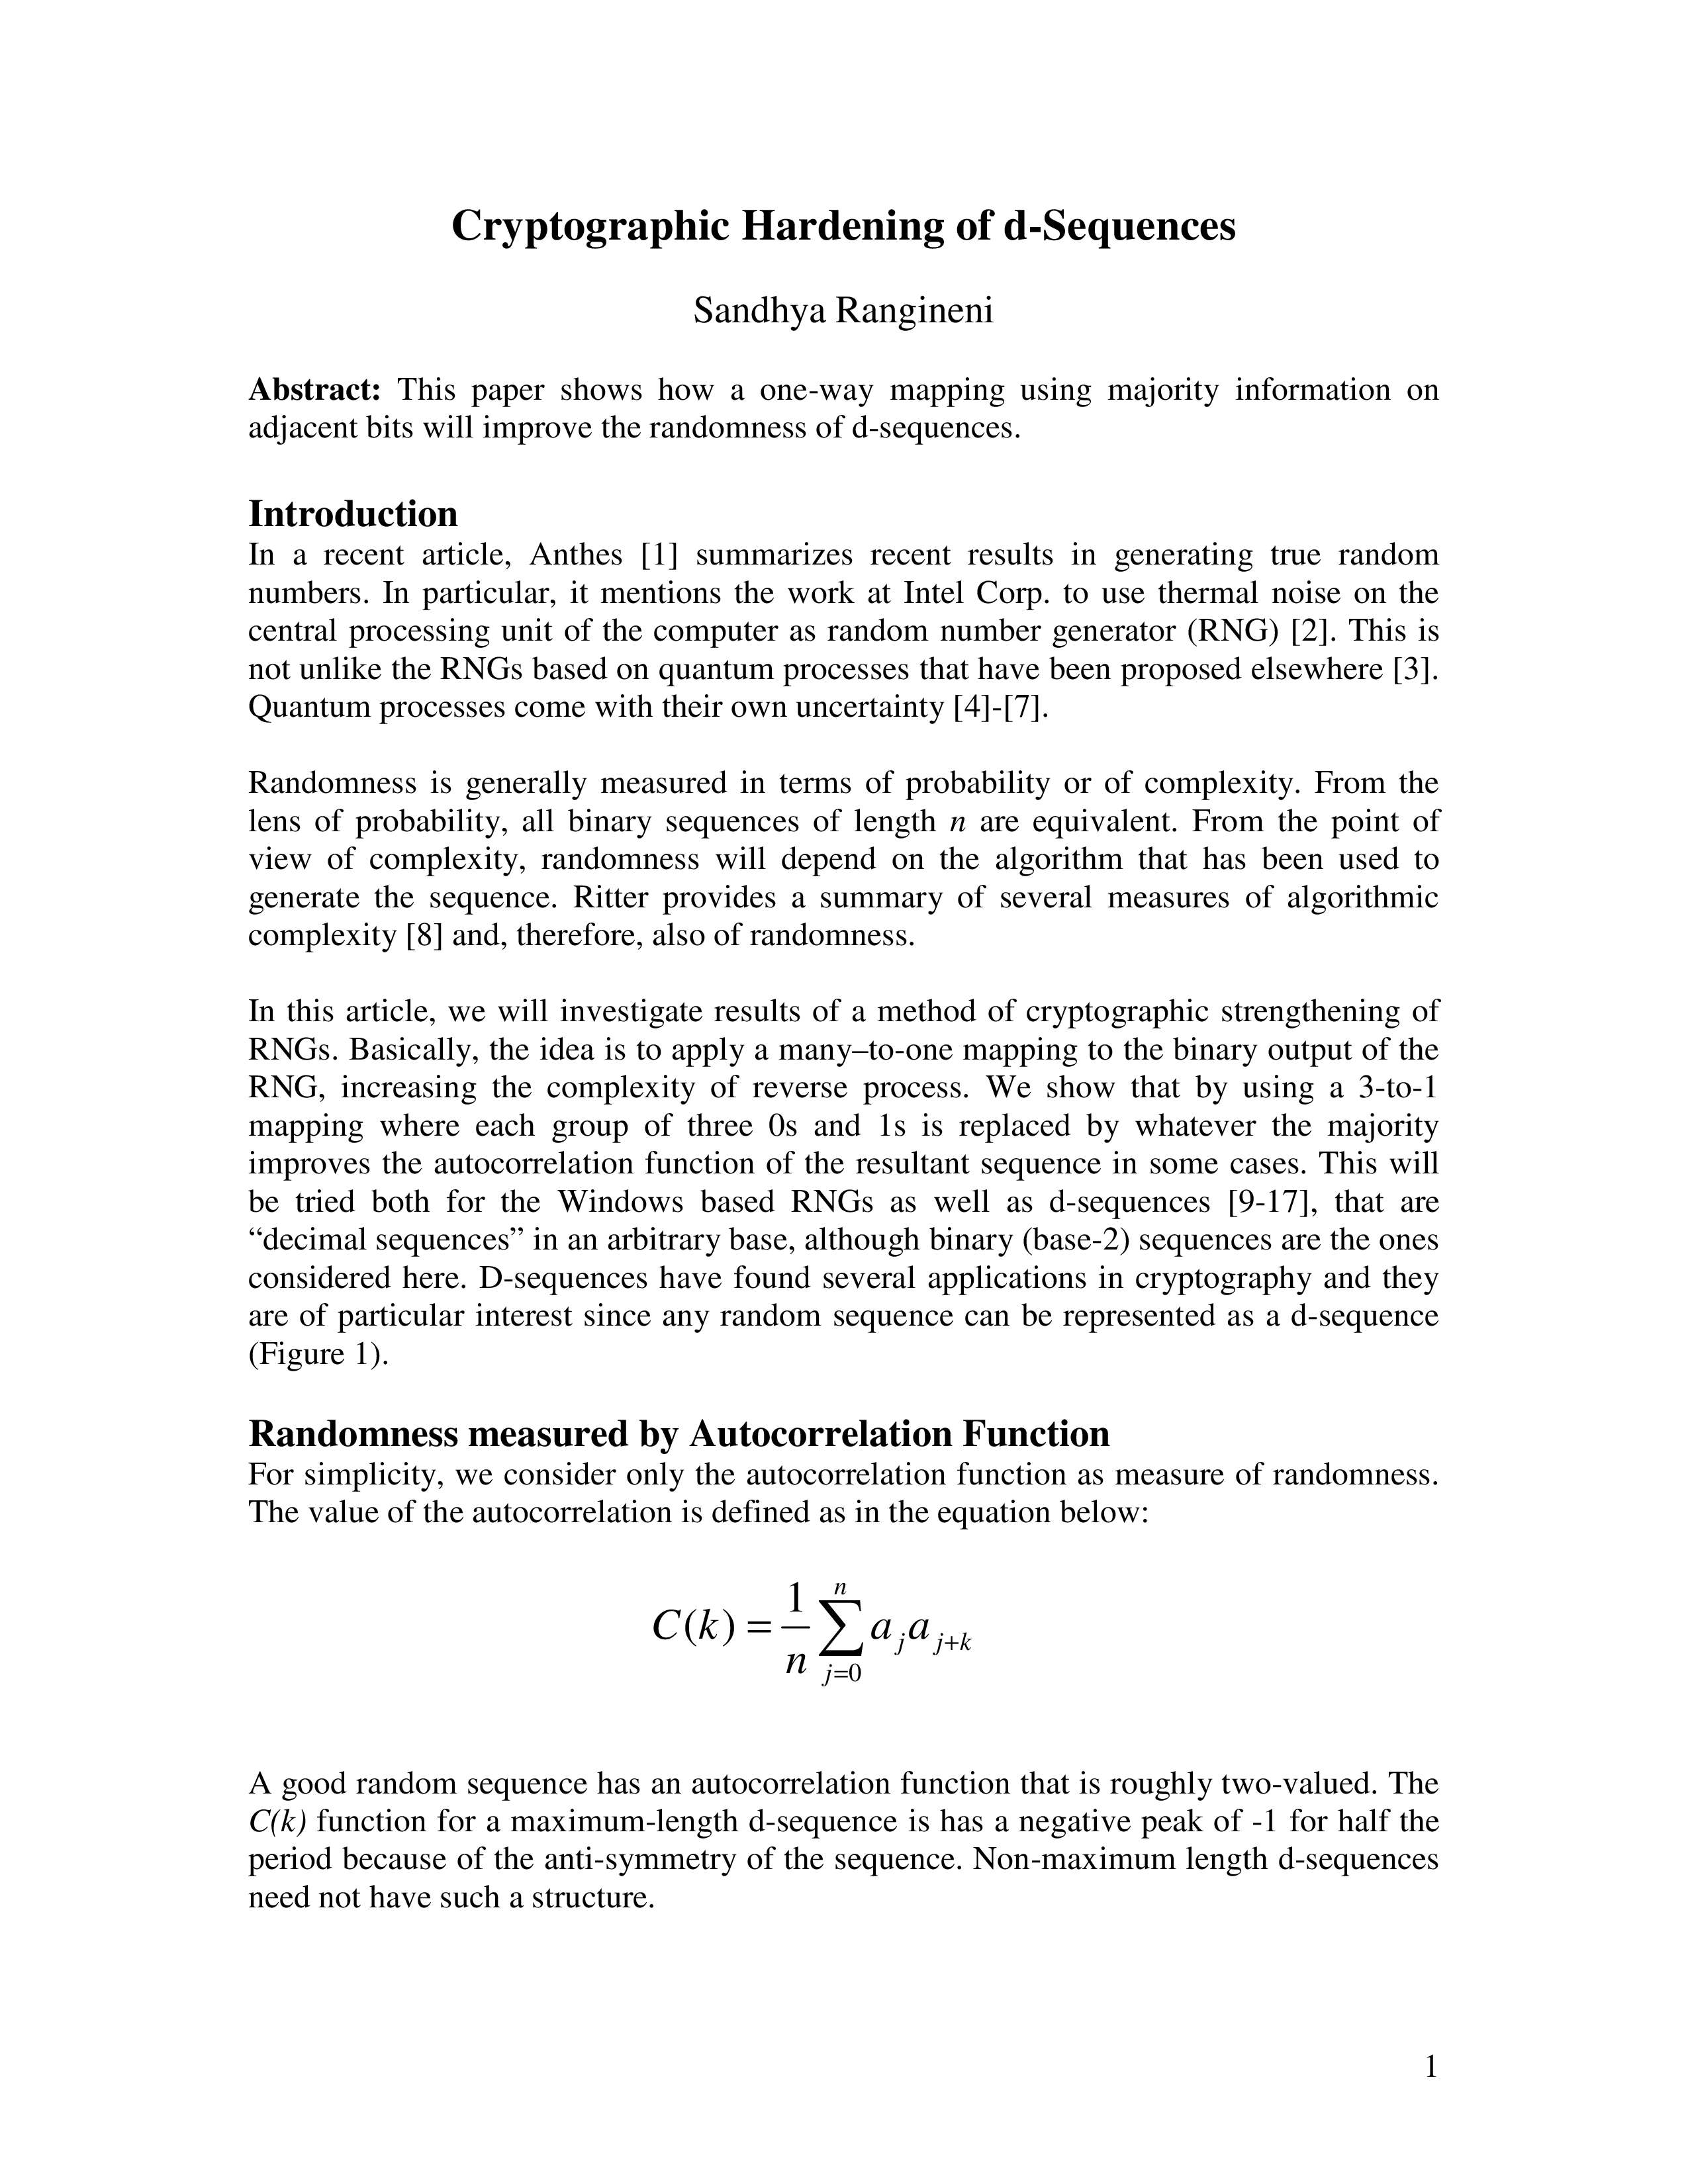 Cryptographic Hardening of d-Sequences
Sandhya Rangineni
Abstract: This paper shows how a one-way mapping using majority information on
adjacent bits will improve the randomness of d-sequences.
Introduction
In a recent article, Anthes [1] summarizes recent results in generating true random
numbers. In particular, it mentions the work at Intel Corp. to use thermal noise on the
central processing unit of the computer as random number generator (RNG) [2]. This is
not unlike the RNGs based on quantum processes that have been proposed elsewhere [3].
Quantum processes come with their own uncertainty [4]-[7].
Randomness is generally measured in terms of probability or of complexity. From the
lens of probability, all binary sequences of length n are equivalent. From the point of
view of complexity, randomness will depend on the algorithm that has been used to
generate the sequence. Ritter provides a summary of several measures of algorithmic
complexity [8] and, therefore, also of randomness.
In this article, we will investigate results of a method of cryptographic strengthening of
RNGs. Basically, the idea is to apply a many–to-one mapping to the binary output of the
RNG, increasing the complexity of reverse process. We show that by using a 3-to-1
mapping where each group of three 0s and 1s is replaced by whatever the majority
improves the autocorrelation function of the resultant sequence in some cases. This will
be tried both for the Windows based RNGs as well as d-sequences [9-17], that are
“decimal sequences” in an arbitrary base, although binary (base-2) sequences are the ones
considered here. D-sequences have found several applications in cryptography and they
are of particular interest since any random sequence can be represented as a d-sequence
(Figure 1).
Randomness measured by Autocorrelation Function
For simplicity, we consider only the autocorrelation function as measure of randomness.
The value of the autocorrelation is defined as in the equation below:
C(k) = \frac{1}{n} \sum_{j=0}^{n} a_j a_{j+k}
A good random sequence has an autocorrelation function that is roughly two-valued. The
C(k) function for a maximum-length d-sequence is has a negative peak of -1 for half the
period because of the anti-symmetry of the sequence. Non-maximum length d-sequences
need not have such a structure.
1